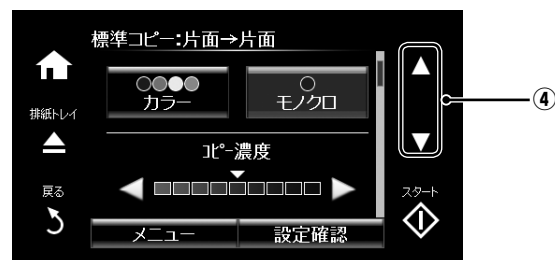 標準コピー:片面→片面
カラー
モノクロ
排紙トレイ
④
コピー濃度
戻る
スタート
メニュー
設定確認